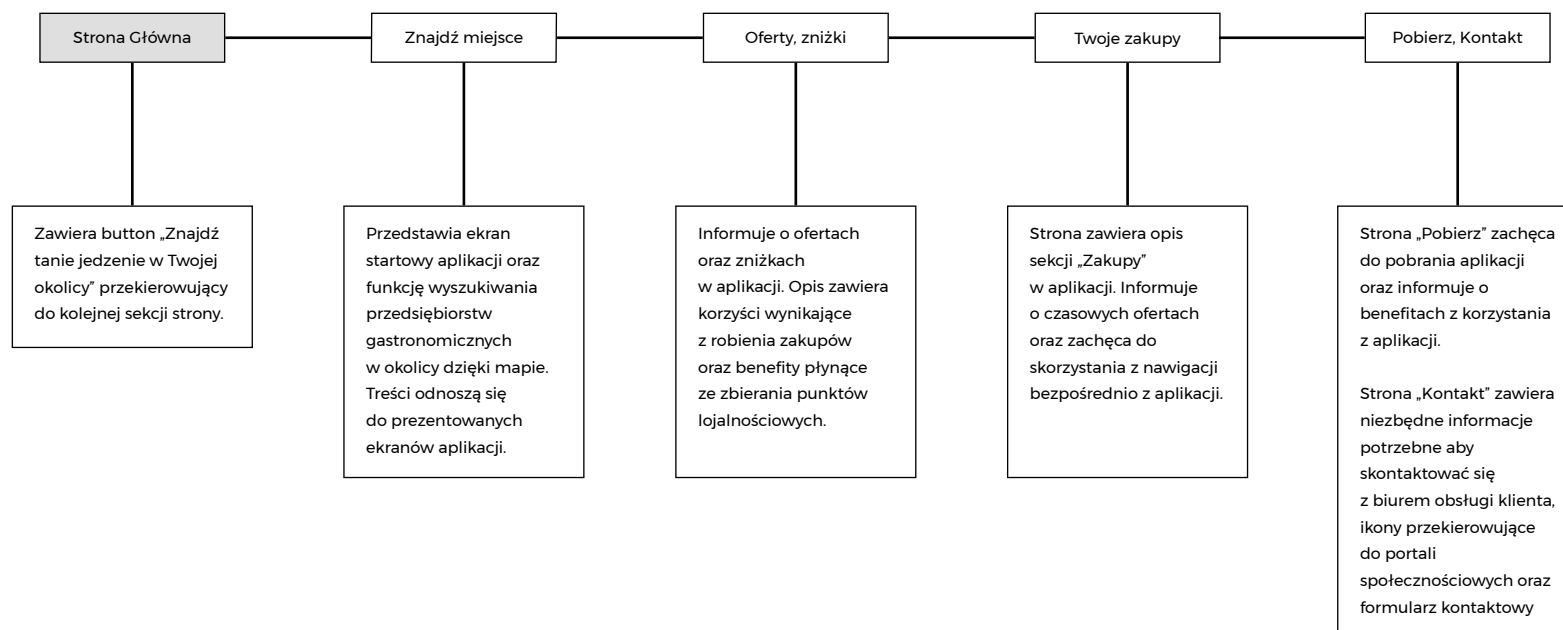 Strona Główna
Znajdź miejsce
Oferty, zniżki
Twoje zakupy
Pobierz, Kontakt
Zawiera button „Znajdź
tanie jedzenie w Twojej
okolicy” przekierowujący
do kolejnej sekcji strony.
Przedstawia ekran
startowy aplikacji oraz
funkcję wyszukiwania
przedsiębiorstw
gastronomicznych
w okolicy dzięki mapie.
Treści odnoszą się
do prezentowanych
ekranów aplikacji.
Informuje o ofertach
oraz zniżkach
w aplikacji. Opis zawiera
korzyści wynikające
z robienia zakupów
oraz benefity płynące
ze zbierania punktów
lojalnościowych.
Strona zawiera opis
sekcji „Zakupy”
w aplikacji. Informuje
o czasowych ofertach
oraz zachęca do
skorzystania z nawigacji
bezpośrednio z aplikacji.
Strona „Pobierz” zachęca
do pobrania aplikacji
oraz informuje o
benefitach z korzystania
z aplikacji.
Strona „Kontakt” zawiera
niezbędne informacje
potrzebne aby
skontaktować się
z biurem obsługi klienta,
ikony przekierowujące
do portali
społecznościowych oraz
formularz kontaktowy